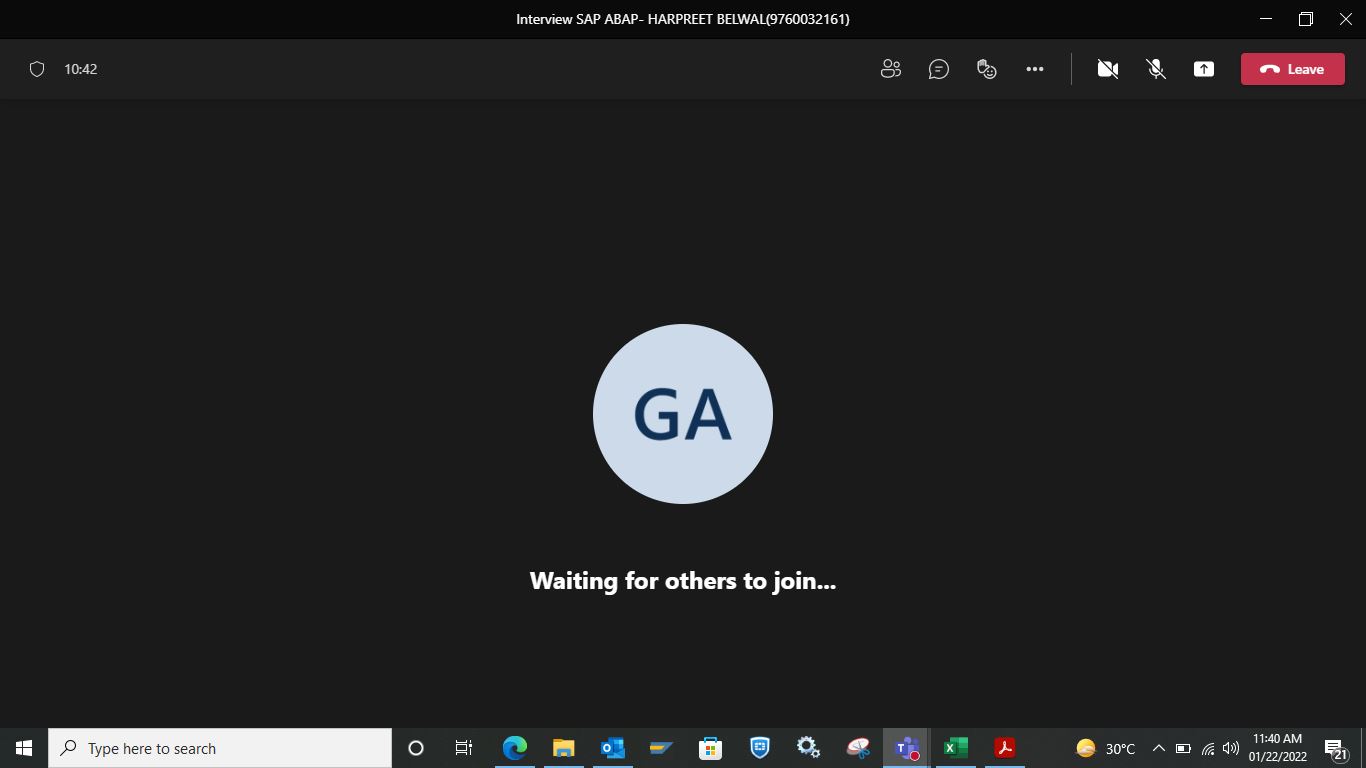 Interview SAP ABAP- HARPREET BELWAL(9760032161)
10:42
Leave
GA
Waiting for others to join...
Type here to search
30°C
11:40 AM
01/22/2022
21